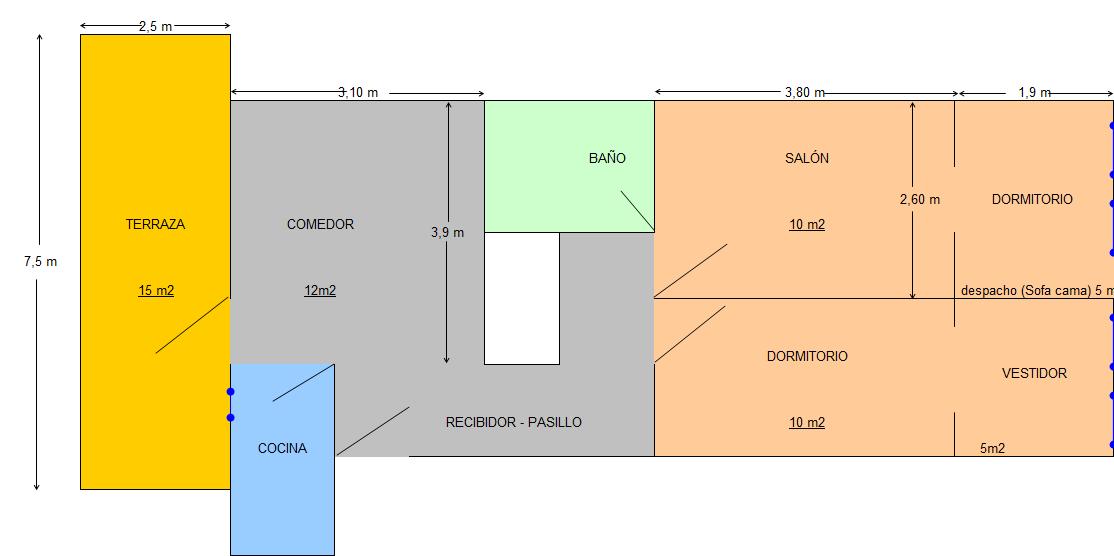 2,5 m
3,10 m
3,80 m
1,9 m
BAÑO
SALÓN
2,60 m
DORMITORIO
TERRAZA
COMEDOR
10 m2
3,9 m
7,5 m
15 m2
12m2
despacho (Sofa cama) 5 m
DORMITORIO
VESTIDOR
RECIBIDOR - PASILLO
10 m2
COCINA
5m2